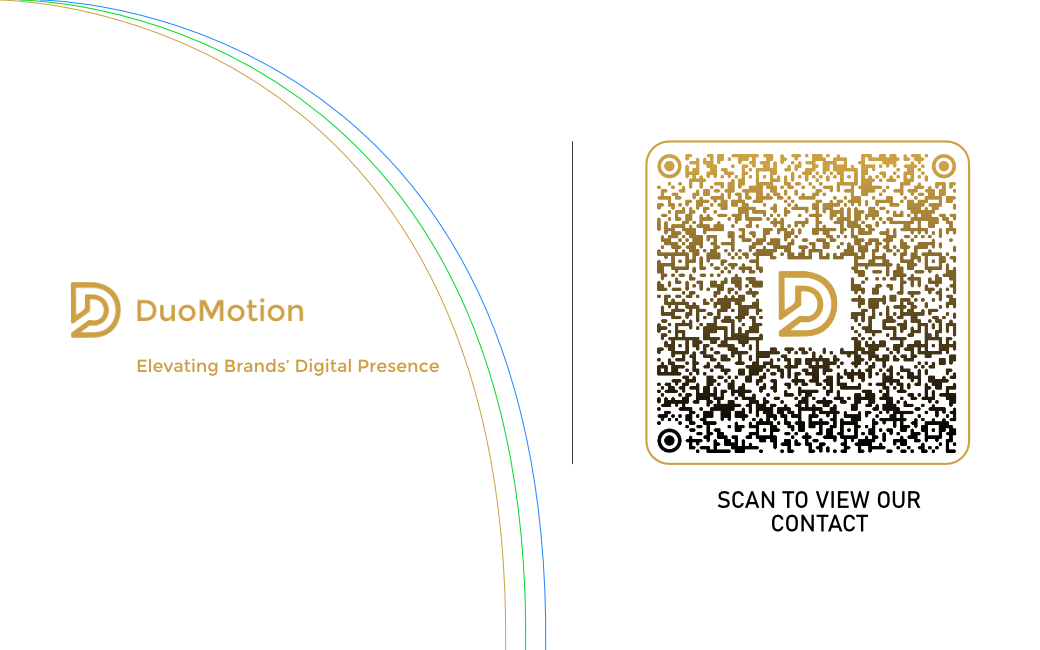 DuoMotion
Elevating Brands’ Digital Presence
SCAN TO VIEW OUR
CONTACT